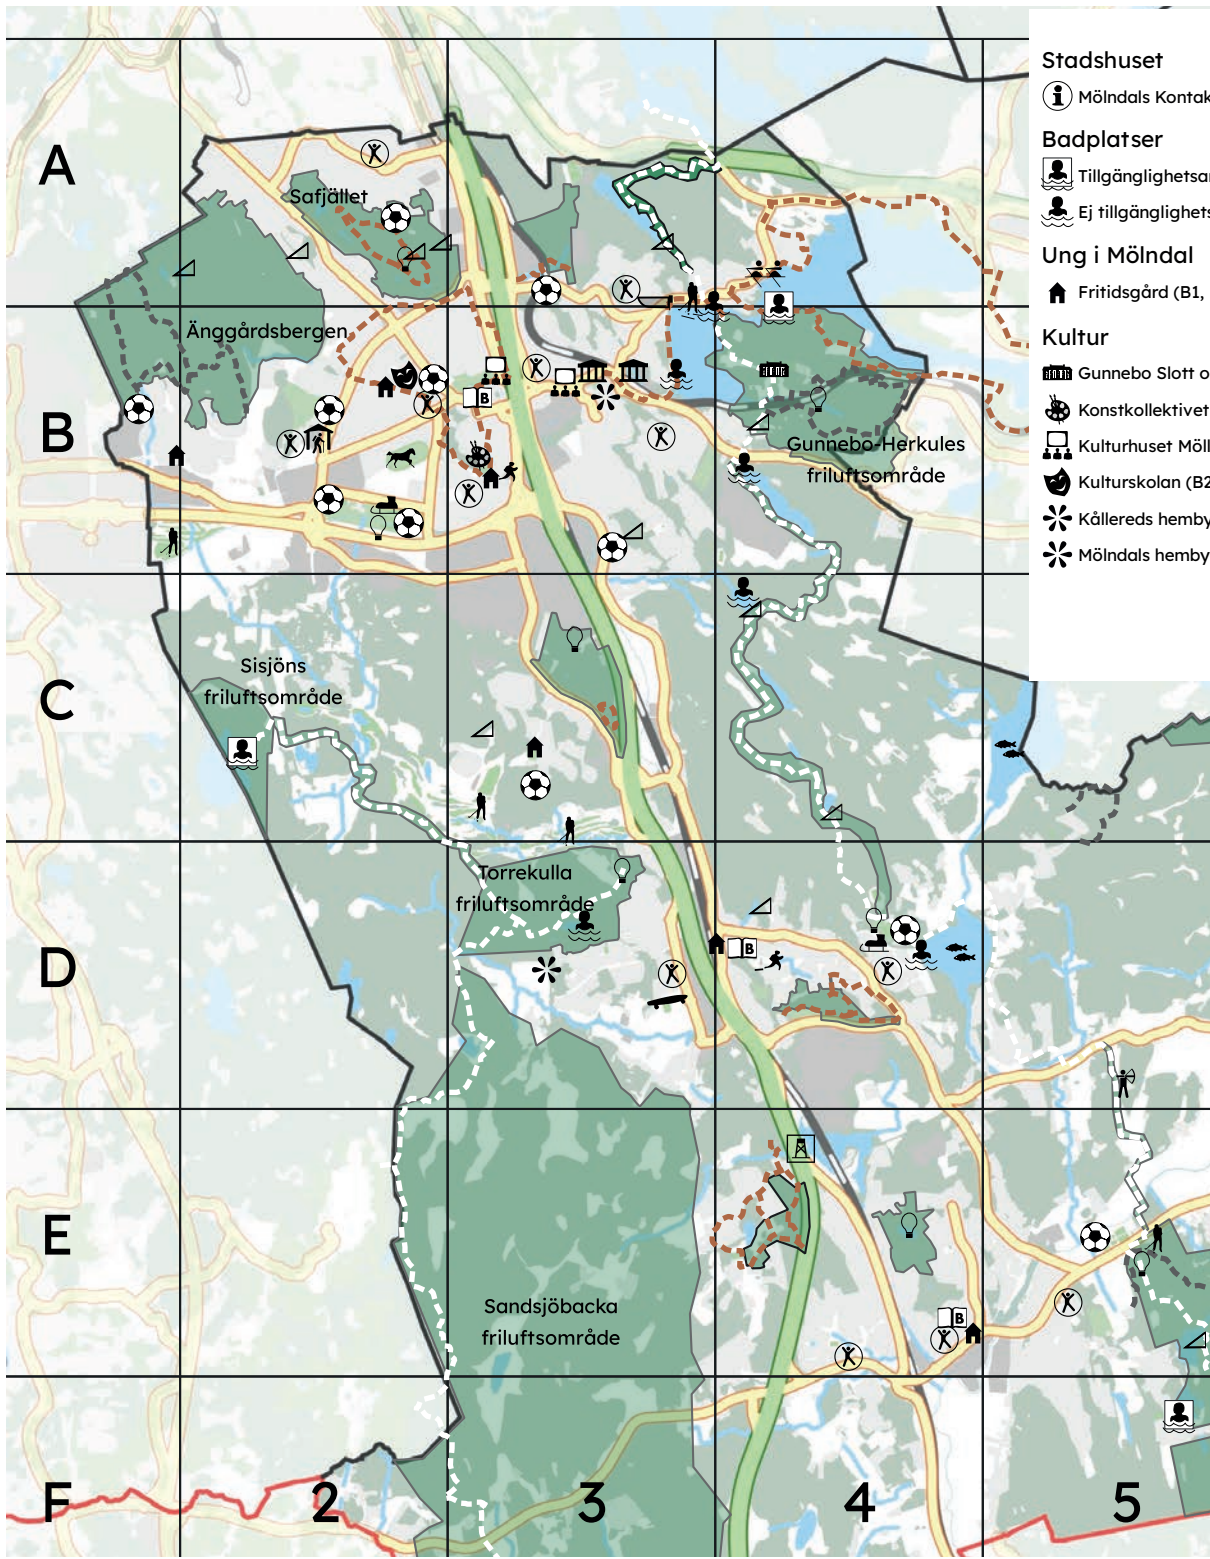 Stadshuset
Mölndals Kontak
Badplatser
Tillgänglighetsa
Ej tillgänglighets
Ung i Mölndal
Fritidsgård (B1,
Kultur
Gunnebo Slott o
Konstkollektivet
Kulturhuset Möll
Kulturskolan (B2
Kållereds hemby
Mölndals hemby
A
Safjället
Änggårdsbergen
B
B
Gunnebo-Herkules
friluftsområde
C
Sisjöns
friluftsområde
D
Torrekulla
friluftsområde
B
E
Sandsjöbacka
friluftsområde
B
F
2
3
4
5